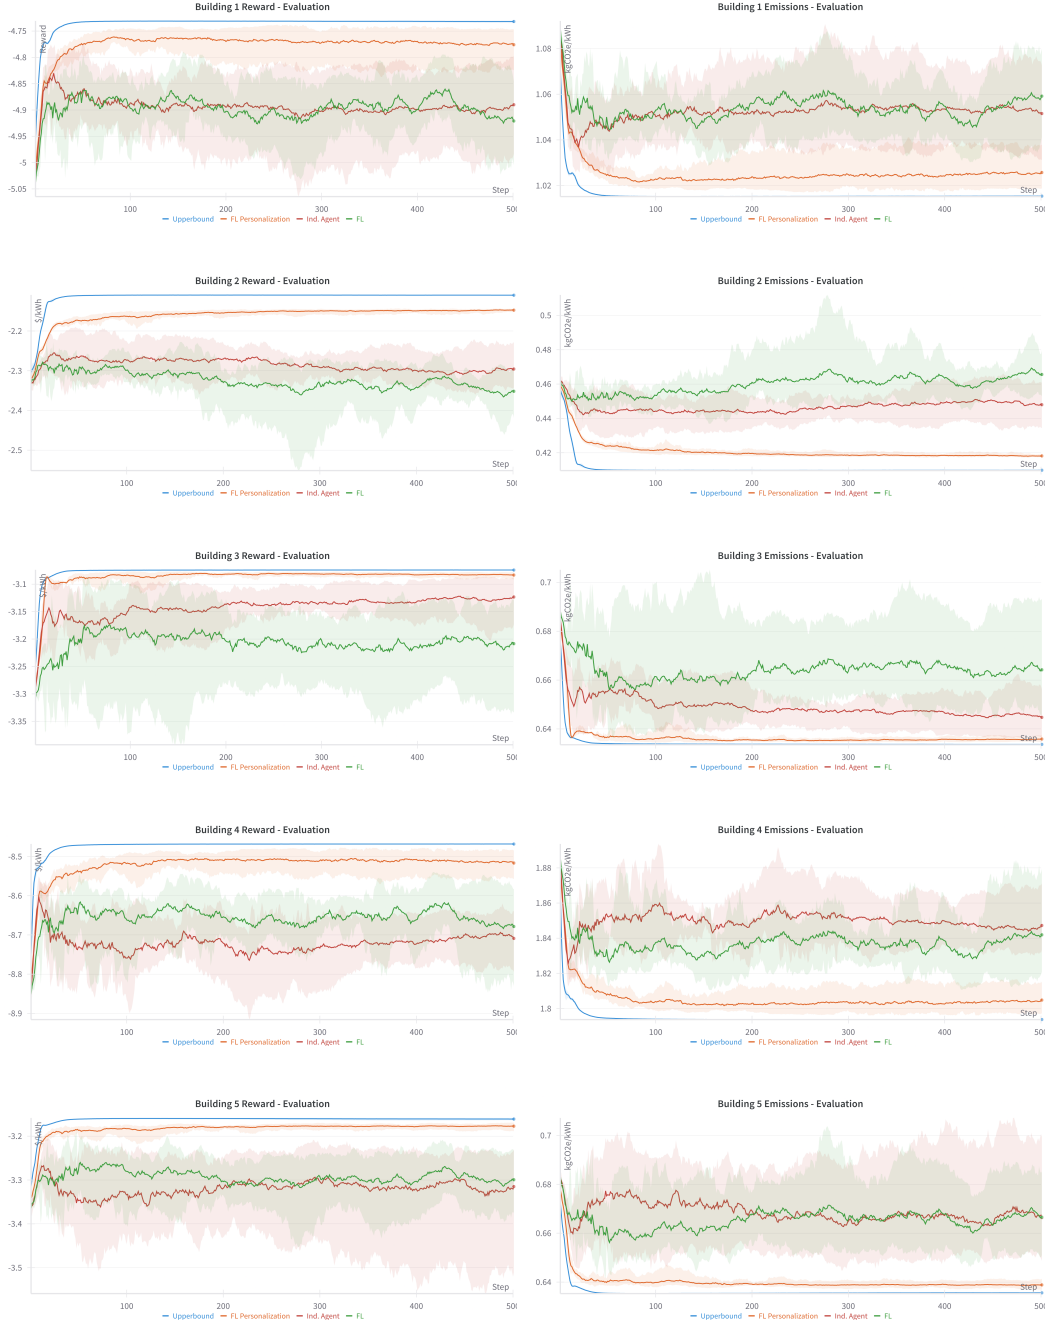 Building 1 Reward - Evaluation
Reward
-4.75
-4.8
-4.85
-4.9
-4.95
-5
-5.05
Step
100 200 300 400 500
Upperbound FL Personalization Ind. Agent FL
Building 1 Emissions - Evaluation
kgCO2e/kWh
1.08
1.06
1.04
1.02
Step
100 200 300 400 500
Upperbound FL Personalization Ind. Agent FL
Building 2 Reward - Evaluation
$/kWh
-2.2
-2.3
-2.4
-2.5
Step
100 200 300 400 500
Upperbound FL Personalization Ind. Agent FL
Building 2 Emissions - Evaluation
kgCO2e/kWh
0.5
0.48
0.46
0.44
0.42
Step
100 200 300 400 500
Upperbound FL Personalization Ind. Agent FL
Building 3 Reward - Evaluation
$/kWh
-3.1
-3.15
-3.2
-3.25
-3.3
-3.35
Step
100 200 300 400 500
Upperbound FL Personalization Ind. Agent FL
Building 3 Emissions - Evaluation
kgCO2e/kWh
0.7
0.68
0.66
0.64
Step
100 200 300 400 500
Upperbound FL Personalization Ind. Agent FL
Building 4 Reward - Evaluation
$/kWh
-8.5
-8.6
-8.7
-8.8
-8.9
Step
100 200 300 400 500
Upperbound FL Personalization Ind. Agent FL
Building 4 Emissions - Evaluation
kgCO2e/kWh
1.88
1.86
1.84
1.82
1.8
Step
100 200 300 400 500
Upperbound FL Personalization Ind .Agent FL
Building 5 Reward - Evaluation
$/kWh
-3.2
-3.3
-3.4
-3.5
Step
100 200 300 400 500
Upperbound FL Personalization Ind. Agent FL
Building 5 Emissions - Evaluation
kgCO2e/kWh
0.7
0.68
0.66
0.64
Step
100 200 300 400 500
Upperbound FL Personalization Ind. Agent FL